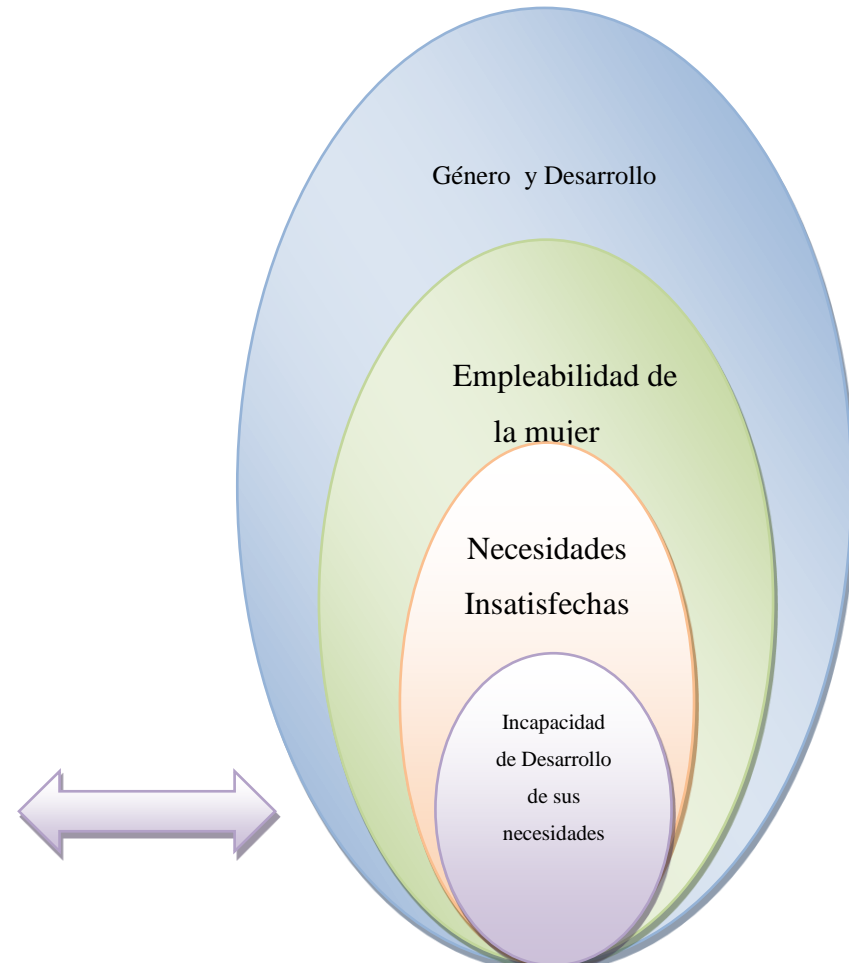 Género y Desarrollo
Empleabilidad de
la mujer
Necesidades
Insatisfechas
Incapacidad
de Desarrollo
de sus
necesidades